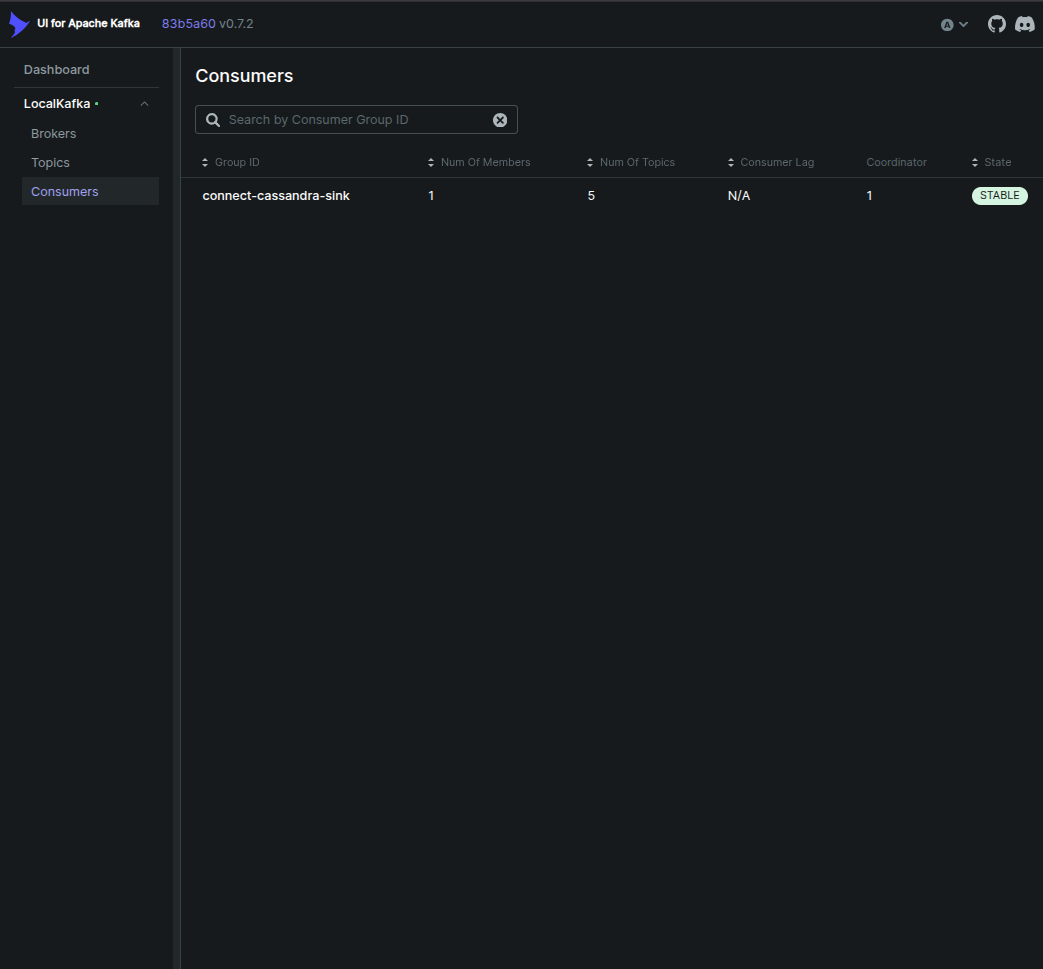 UI for Apache Kafka 83b5a60 v0.7.2 A
Dashboard
LocalKafka
Brokers
Topics
Consumers
Consumers
Search by Consumer Group ID
Group ID Num Of Members Num Of Topics Consumer Lag Coordinator State
connect-cassandra-sink 1 5 N/A 1 STABLE